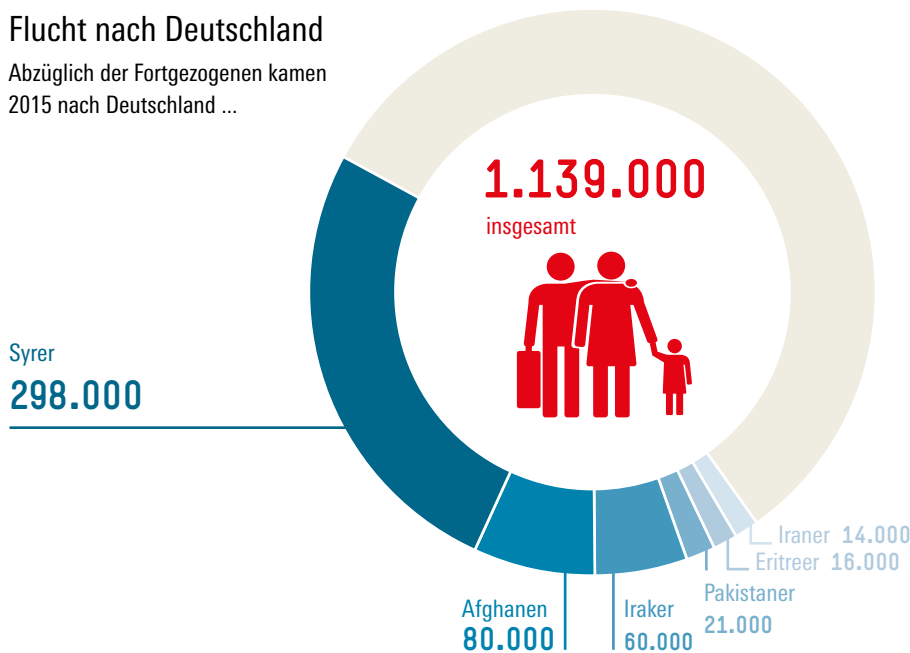 Flucht nach Deutschland
Abzüglich der Fortgezogenen kamen
2015 nach Deutschland ...
1.139.000
insgesamt
Syrer
298.000
Afghanen
80.000
Iraker
60.000
Pakistaner
21.000
Eritreer 16.000
Iraner 14.000